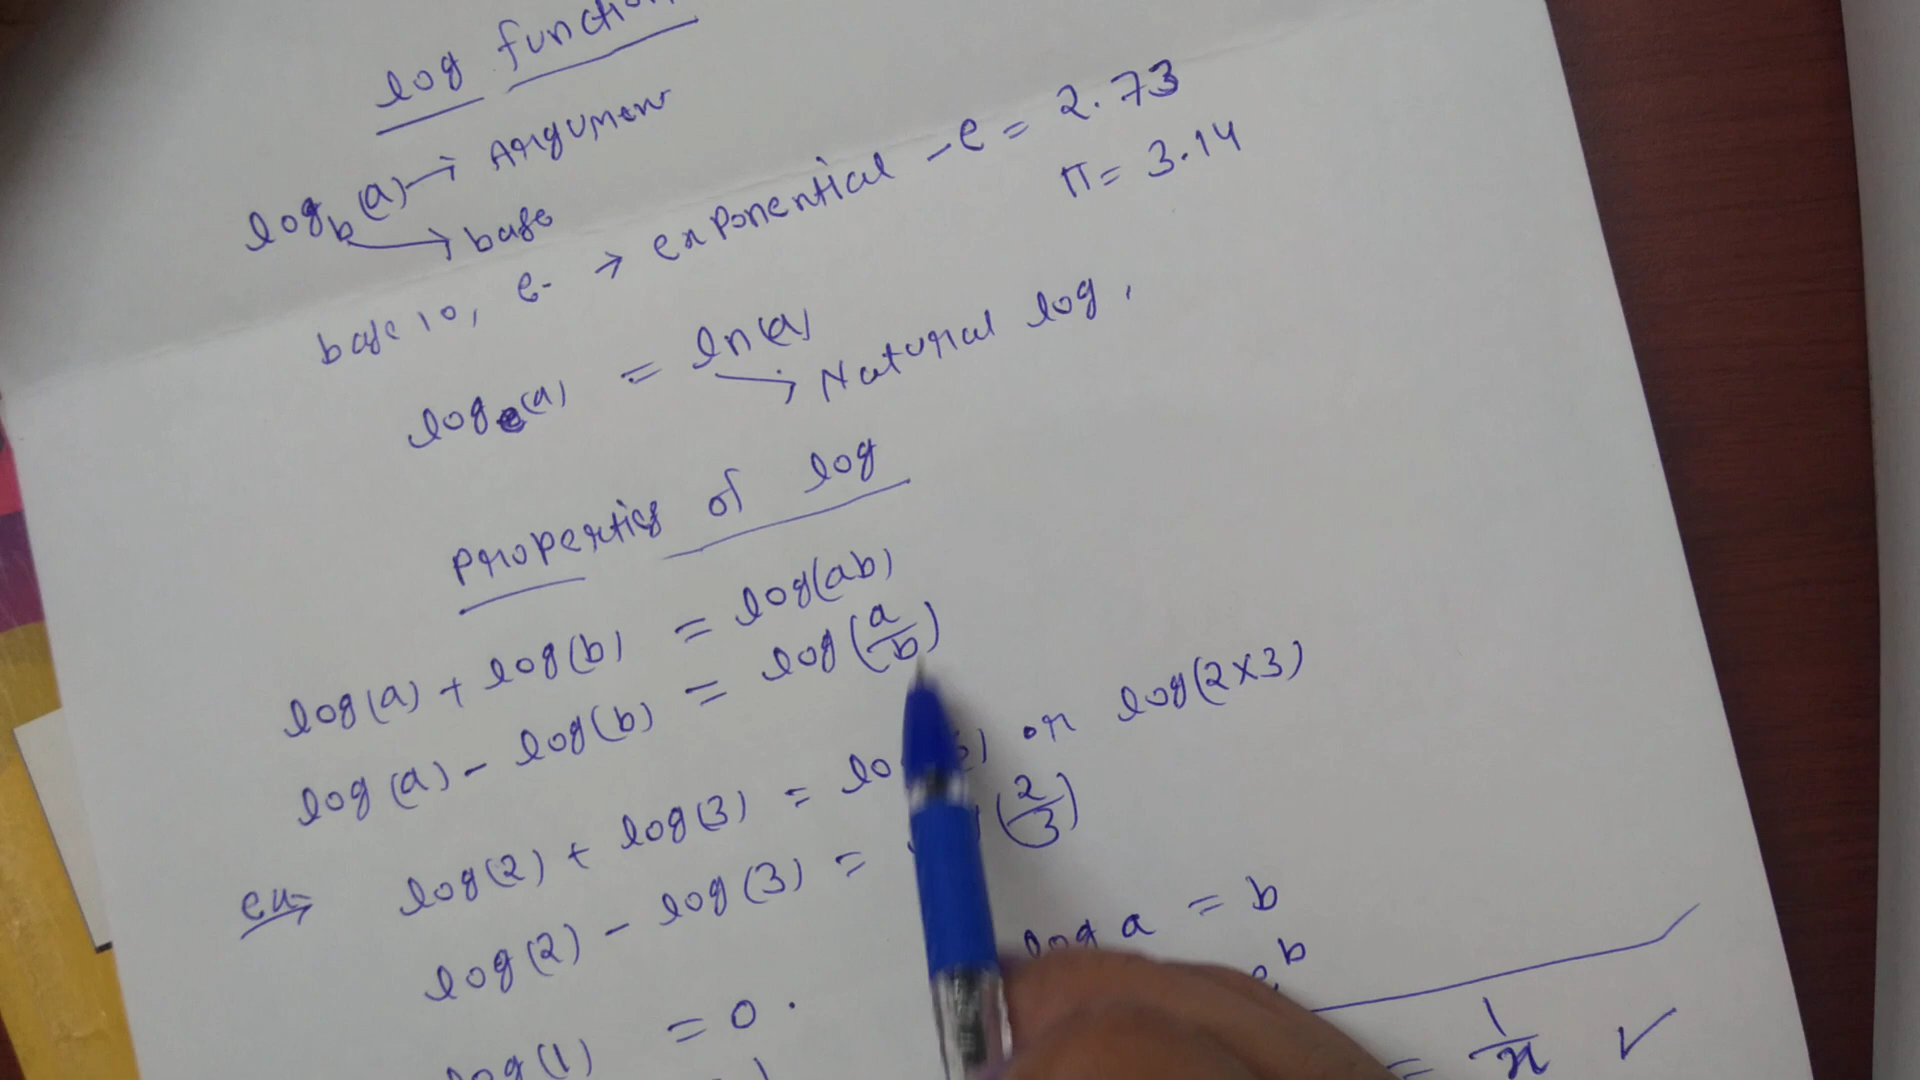 log function
log_b(a) → Argument
→ base
base 10, e- → exponential - e = 2.73
π = 3.14
log_e(a) = ln(a)
→ Natural log.
Properties of log
log(a) + log(b) = log(ab)
log(a) - log(b) = log(a/b)
ex→ log(2) + log(3) = lo 6) or log(2×3)
log(2) - log(3) = (2/3)
log a = b
b
log(1) = 0.
= 1/x ✓